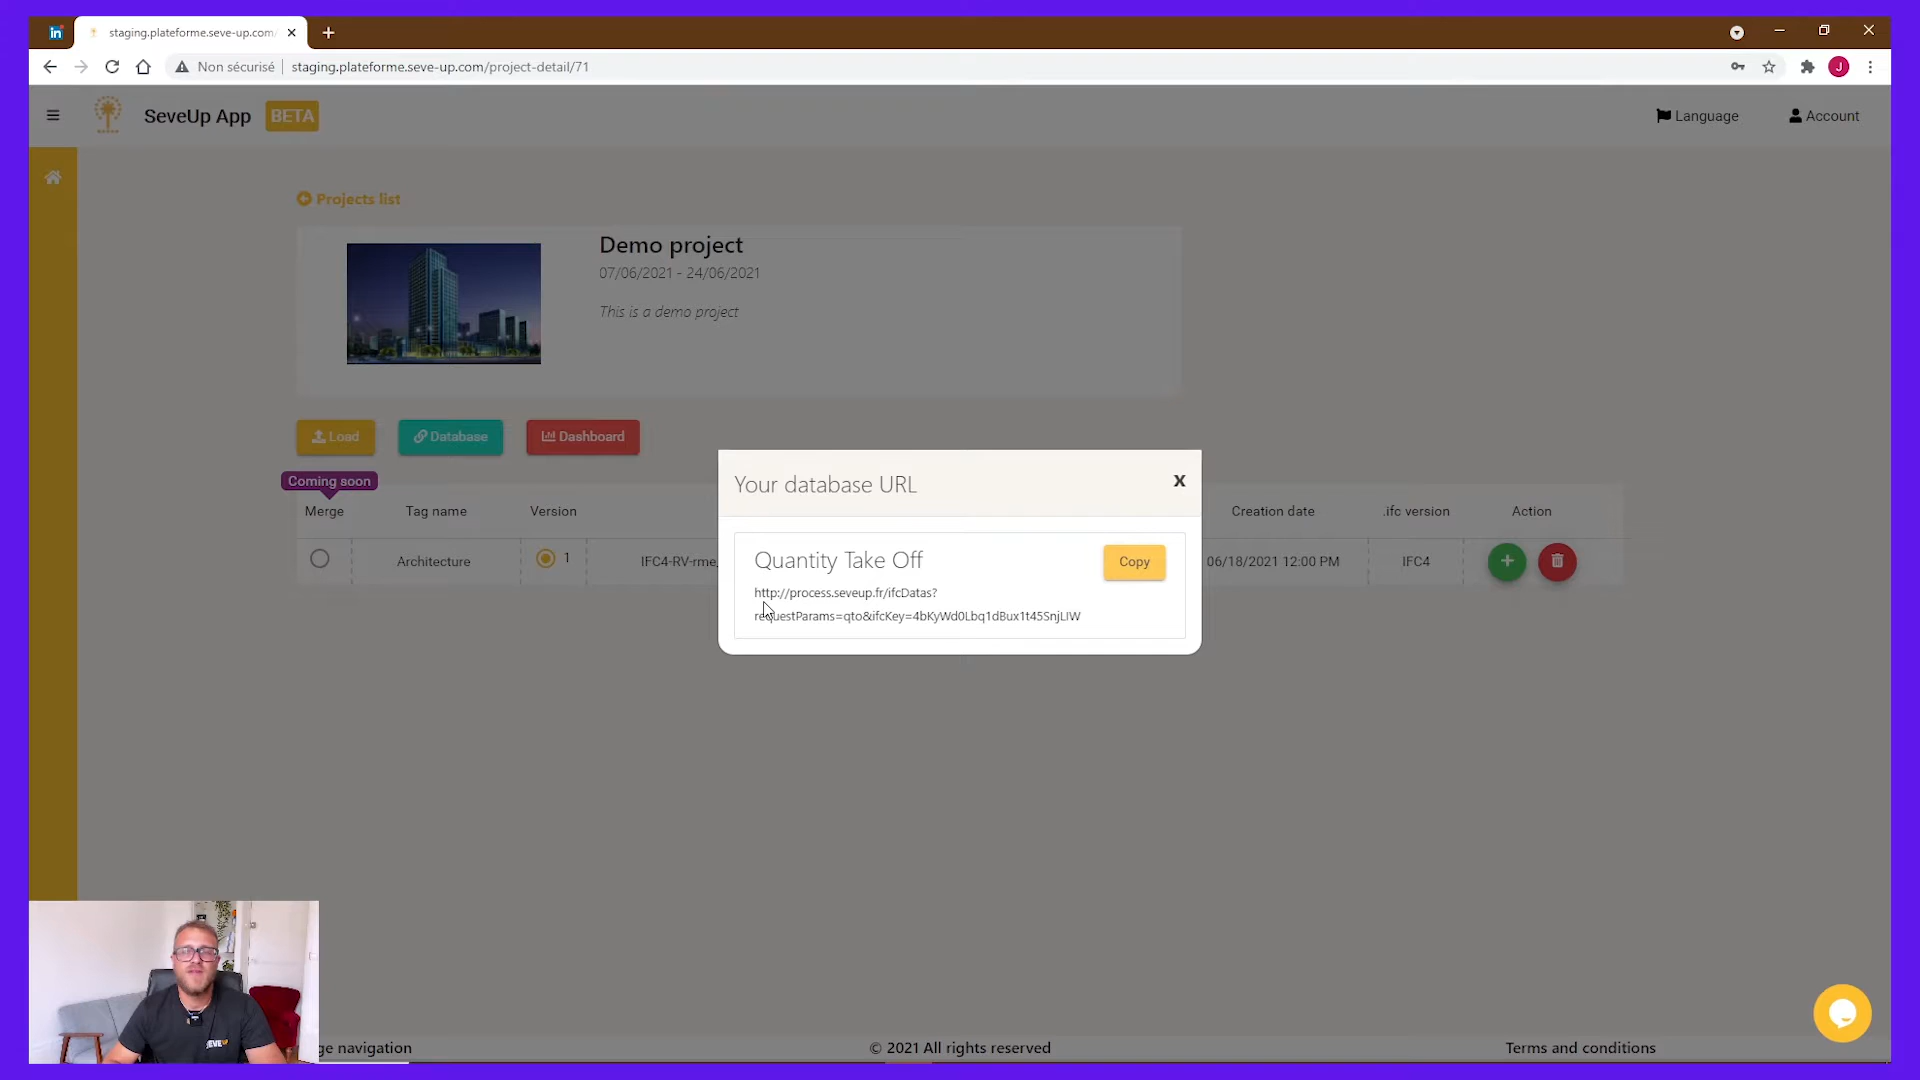 in
staging.plateforme.seve-up.com/
Non sécurisé
staging.plateforme.seve-up.com/project-detail/71
J
SeveUp App BETA
Language
Account
Projects list
Demo project
07/06/2021 - 24/06/2021
This is a demo project
Load
Database
Dashboard
Coming soon
Merge
Tag name
Version
Creation date
.ifc version
Action
Architecture
1
IFC4-RV-rme
06/18/2021 12:00 PM
IFC4
Your database URL
X
Quantity Take Off
Copy
http://process.seveup.fr/ifcDatas?
requestParams=qto&ifcKey=4bKyWd0Lbq1dBux1t45SnjLIW
SEVEUP
navigation
© 2021 All rights reserved
Terms and conditions